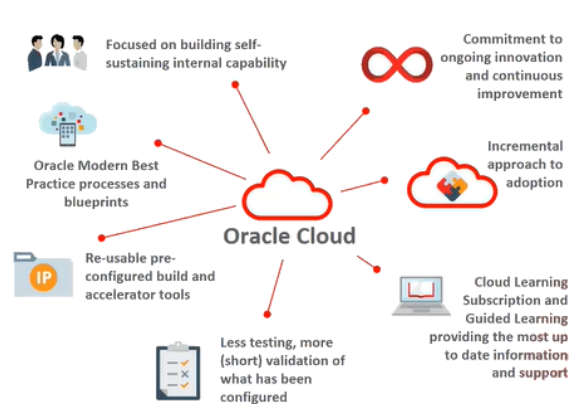 Focused on building self-
sustaining internal capability
Commitment to
ongoing innovation
and continuous
improvement
Oracle Modern Best
Practice processes and
blueprints
Incremental
approach to
adoption
Oracle Cloud
IP
Re-usable pre-
configured build and
accelerator tools
Cloud Learning
Subscription and
Guided Learning
providing the most up
to date information
and support
Less testing, more
(short) validation of
what has been
configured